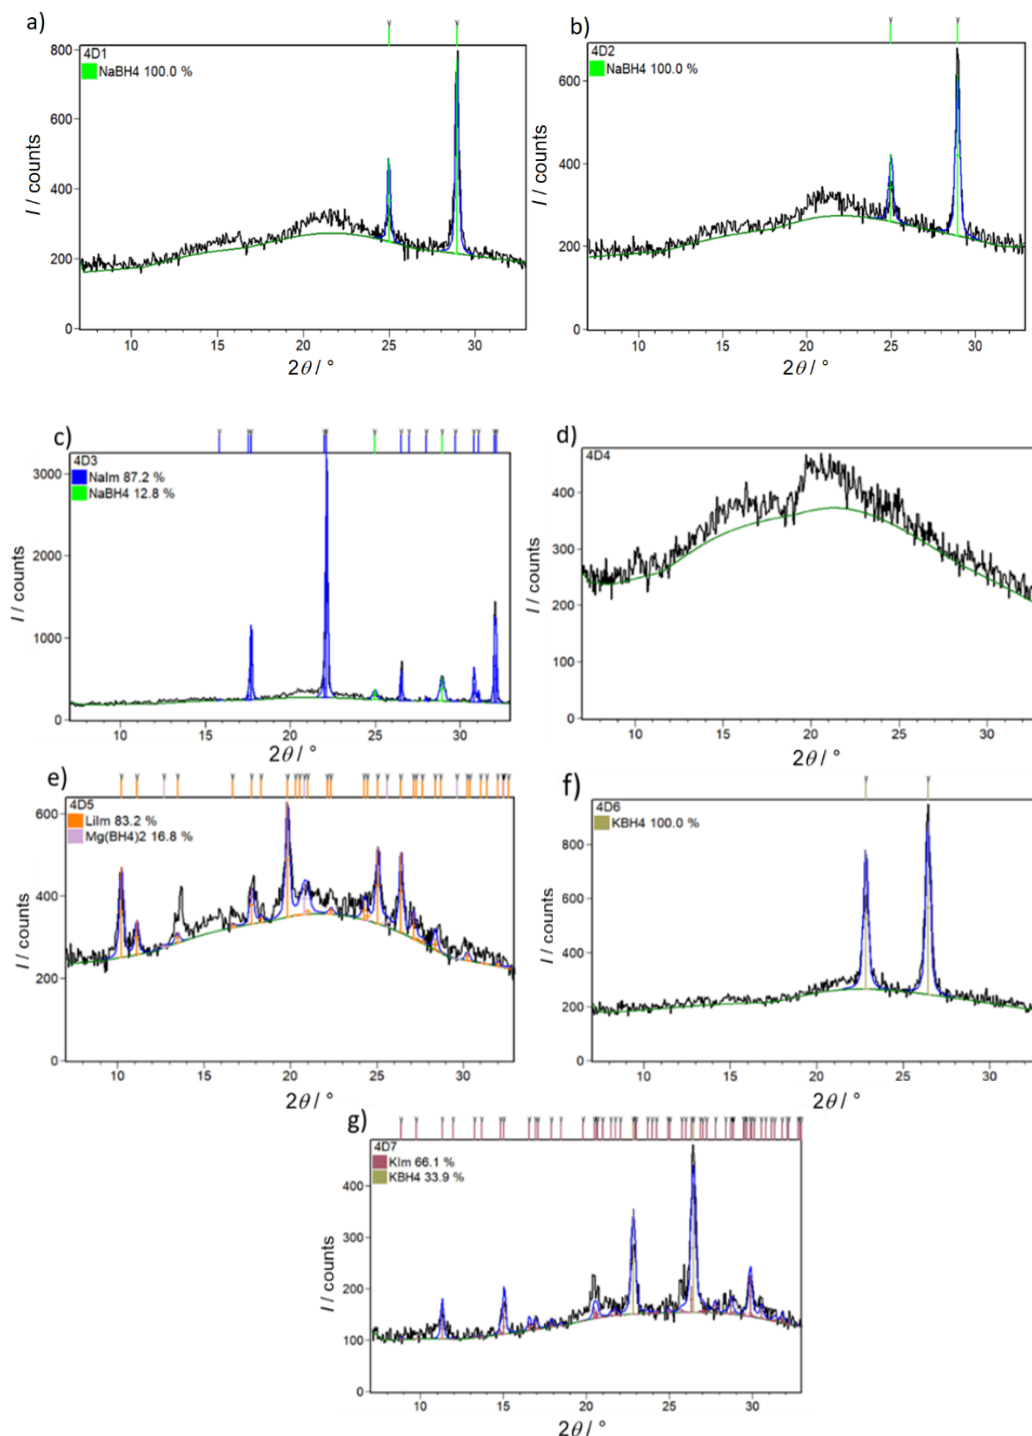 a)
4D1
NaBH4 100.0 %
800
600
400
200
0
I / counts
10 15 20 25 30
2θ / °
b)
4D2
NaBH4 100.0 %
600
400
200
0
I / counts
10 15 20 25 30
2θ / °
c)
4D3
NaIm 87.2 %
NaBH4 12.8 %
3000
2000
1000
0
I / counts
10 15 20 25 30
2θ / °
d)
4D4
400
300
200
100
0
I / counts
10 15 20 25 30
2θ / °
e)
4D5
LiIm 83.2 %
Mg(BH4)2 16.8 %
600
400
200
0
I / counts
10 15 20 25 30
2θ / °
f)
4D6
KBH4 100.0 %
800
600
400
200
0
I / counts
10 15 20 25 30
2θ / °
g)
4D7
KIm 66.1 %
KBH4 33.9 %
400
300
200
100
0
I / counts
10 15 20 25 30
2θ / °